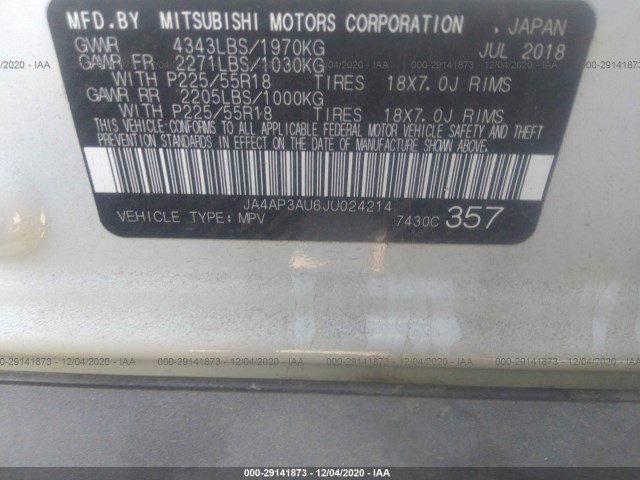 MFD.BY MITSUBISHI MOTORS CORPORATION , JAPAN
GVWR 4343LBS/1970KG JUL 2018
GAWR FR 2271LBS/1030KG
WITH P225/55R18 TIRES 18X7.0J RIMS
GAWR RR 2205LBS/1000KG
WITH P225/55R18 TIRES 18X7.0J RIMS
THIS VEHICLE CONFORMS TO ALL APPLICABLE FEDERAL MOTOR VEHICLE SAFETY AND THEFT
PREVENTION STANDARDS IN EFFECT ON THE DATE OF MANUFACTURE SHOWN ABOVE.
JA4AP3AU6JU024214
VEHICLE TYPE: MPV 7430C 357
000-29141873 - 12/04/2020 - IAA